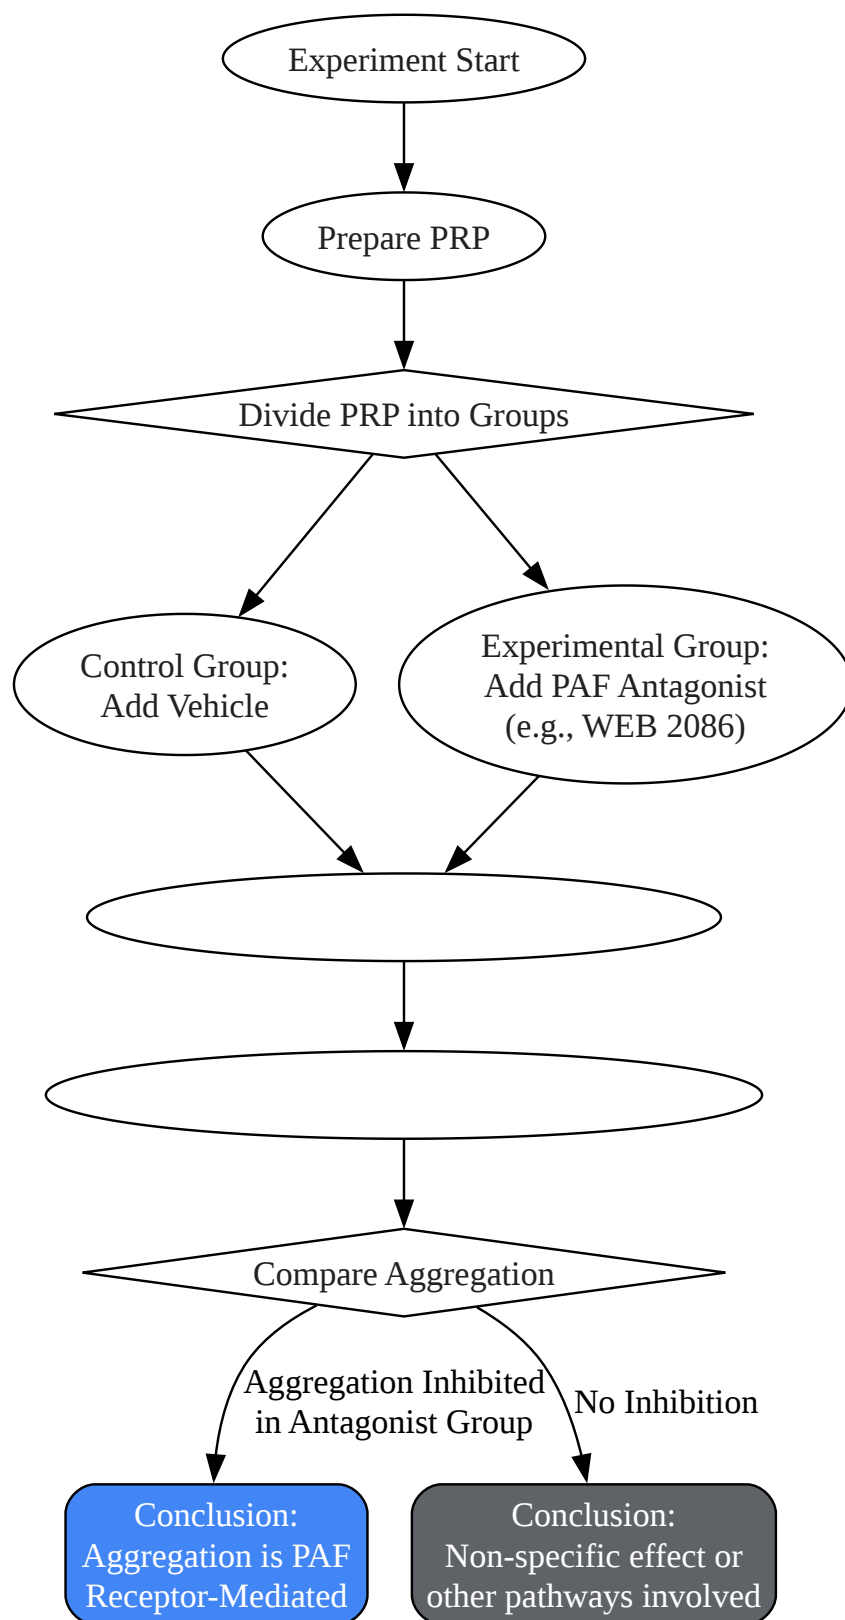 Experiment Start
Prepare PRP
Divide PRP into Groups
Control Group:
Add Vehicle
Experimental Group:
Add PAF Antagonist
(e.g., WEB 2086)
Compare Aggregation
Aggregation Inhibited
in Antagonist Group
No Inhibition
Conclusion:
Aggregation is PAF
Receptor-Mediated
Conclusion:
Non-specific effect or
other pathways involved